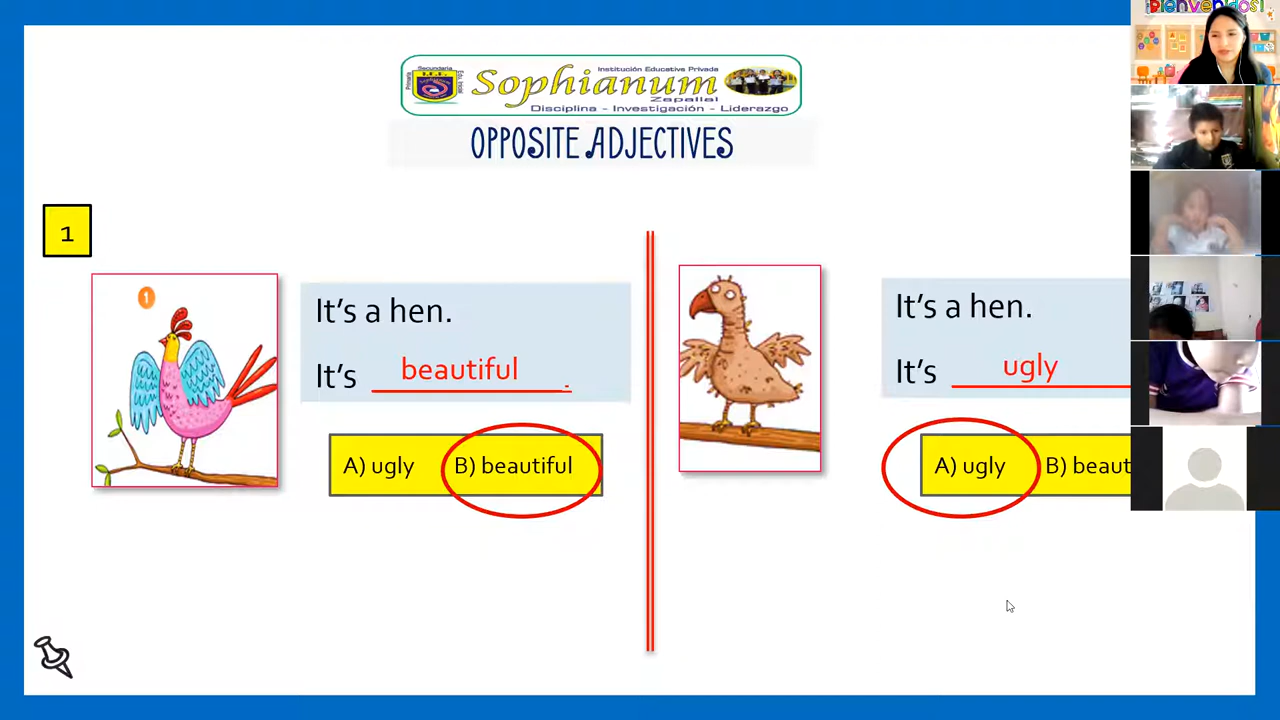 ¡Bienvenidos!
Institución Educativa Privada
Sophianum
Zapallal
Disciplina - Investigación - Liderazgo
OPPOSITE ADJECTIVES
1
1
It's a hen.
It's beautiful.
A) ugly B) beautiful
It's a hen.
It's ugly
A) ugly B) beaut